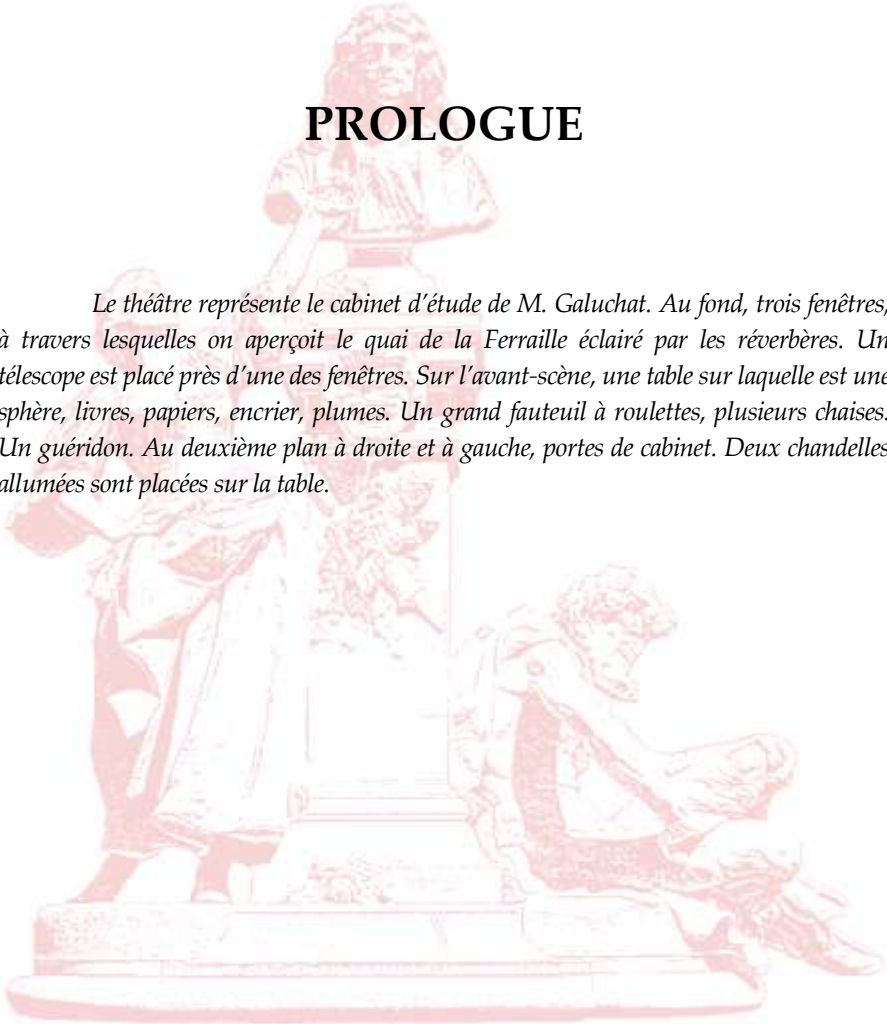 PROLOGUE
Le théâtre représente le cabinet d’étude de M. Galuchat. Au fond, trois fenêtres,
à travers lesquelles on aperçoit le quai de la Ferraille éclairé par les réverbères. Un
télescope est placé près d’une des fenêtres. Sur l’avant-scène, une table sur laquelle est une
sphère, livres, papiers, encrier, plumes. Un grand fauteuil à roulettes, plusieurs chaises.
Un guéridon. Au deuxième plan à droite et à gauche, portes de cabinet. Deux chandelles
allumées sont placées sur la table.